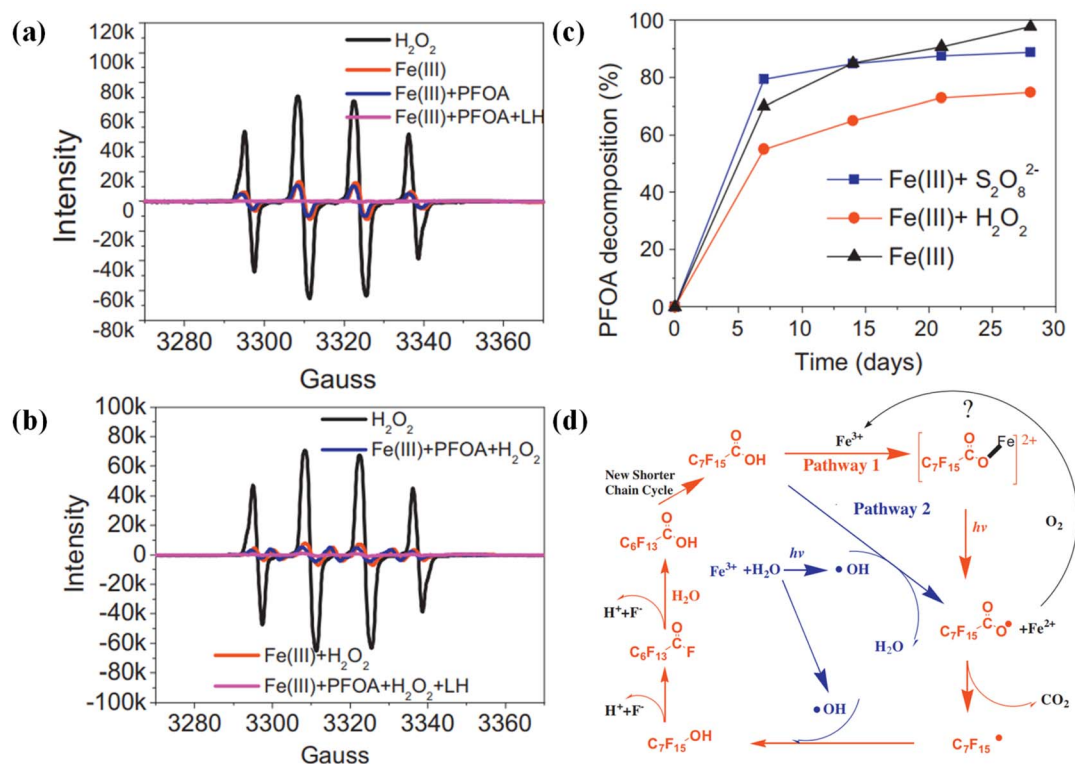 (a)
120k
100k
80k
60k
40k
20k
0
-20k
-40k
-60k
-80k
Intensity
H₂O₂
Fe(III)
Fe(III)+PFOA
Fe(III)+PFOA+LH
3280
3300
3320
3340
3360
Gauss
(b)
100k
80k
60k
40k
20k
0
-20k
-40k
-60k
-80k
-100k
Intensity
H₂O₂
Fe(III)+PFOA+H₂O₂
Fe(III)+H₂O₂
Fe(III)+PFOA+H₂O₂+LH
3280
3300
3320
3340
3360
Gauss
(c)
100
80
60
40
20
0
PFOA decomposition (%)
Fe(III)+ S₂O₈²⁻
Fe(III)+ H₂O₂
Fe(III)
0
5
10
15
20
25
30
Time (days)
(d)
?
Fe³⁺
Pathway 1
O
C₇F₁₅
C
OH
New Shorter
Chain Cycle
O
C₇F₁₅
C
O
Fe
2+
Pathway 2
O₂
hν
O
C₆F₁₃
C
OH
Fe³⁺ +H₂O
hν
•OH
H₂O
H⁺+F⁻
H₂O
O
C₇F₁₅
C
O•
+Fe²⁺
O
C₆F₁₃
C
F
H⁺+F⁻
•OH
CO₂
C₇F₁₅
OH
C₇F₁₅•